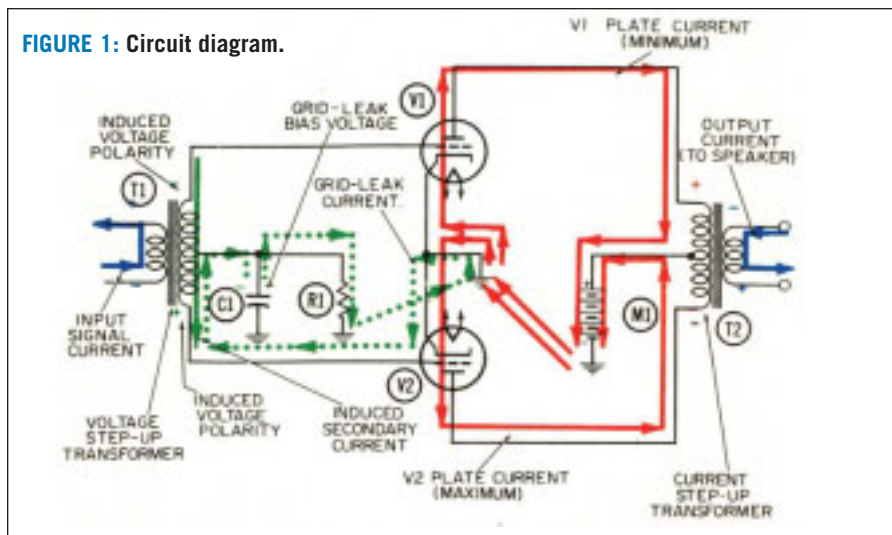 FIGURE 1: Circuit diagram.
V1 PLATE CURRENT
(MINIMUM)
V1
GRID-LEAK
BIAS VOLTAGE
INDUCED
VOLTAGE
POLARITY
OUTPUT
CURRENT
(TO SPEAKER)
T1
GRID-LEAK
CURRENT.
+
-
-
+
C1
R1
M1
T2
INPUT
SIGNAL
CURRENT
V2
VOLTAGE
STEP-UP
TRANSFORMER
INDUCED
VOLTAGE
POLARITY
INDUCED
SECONDARY
CURRENT
V2 PLATE CURRENT
(MAXIMUM)
CURRENT
STEP-UP
TRANSFORMER